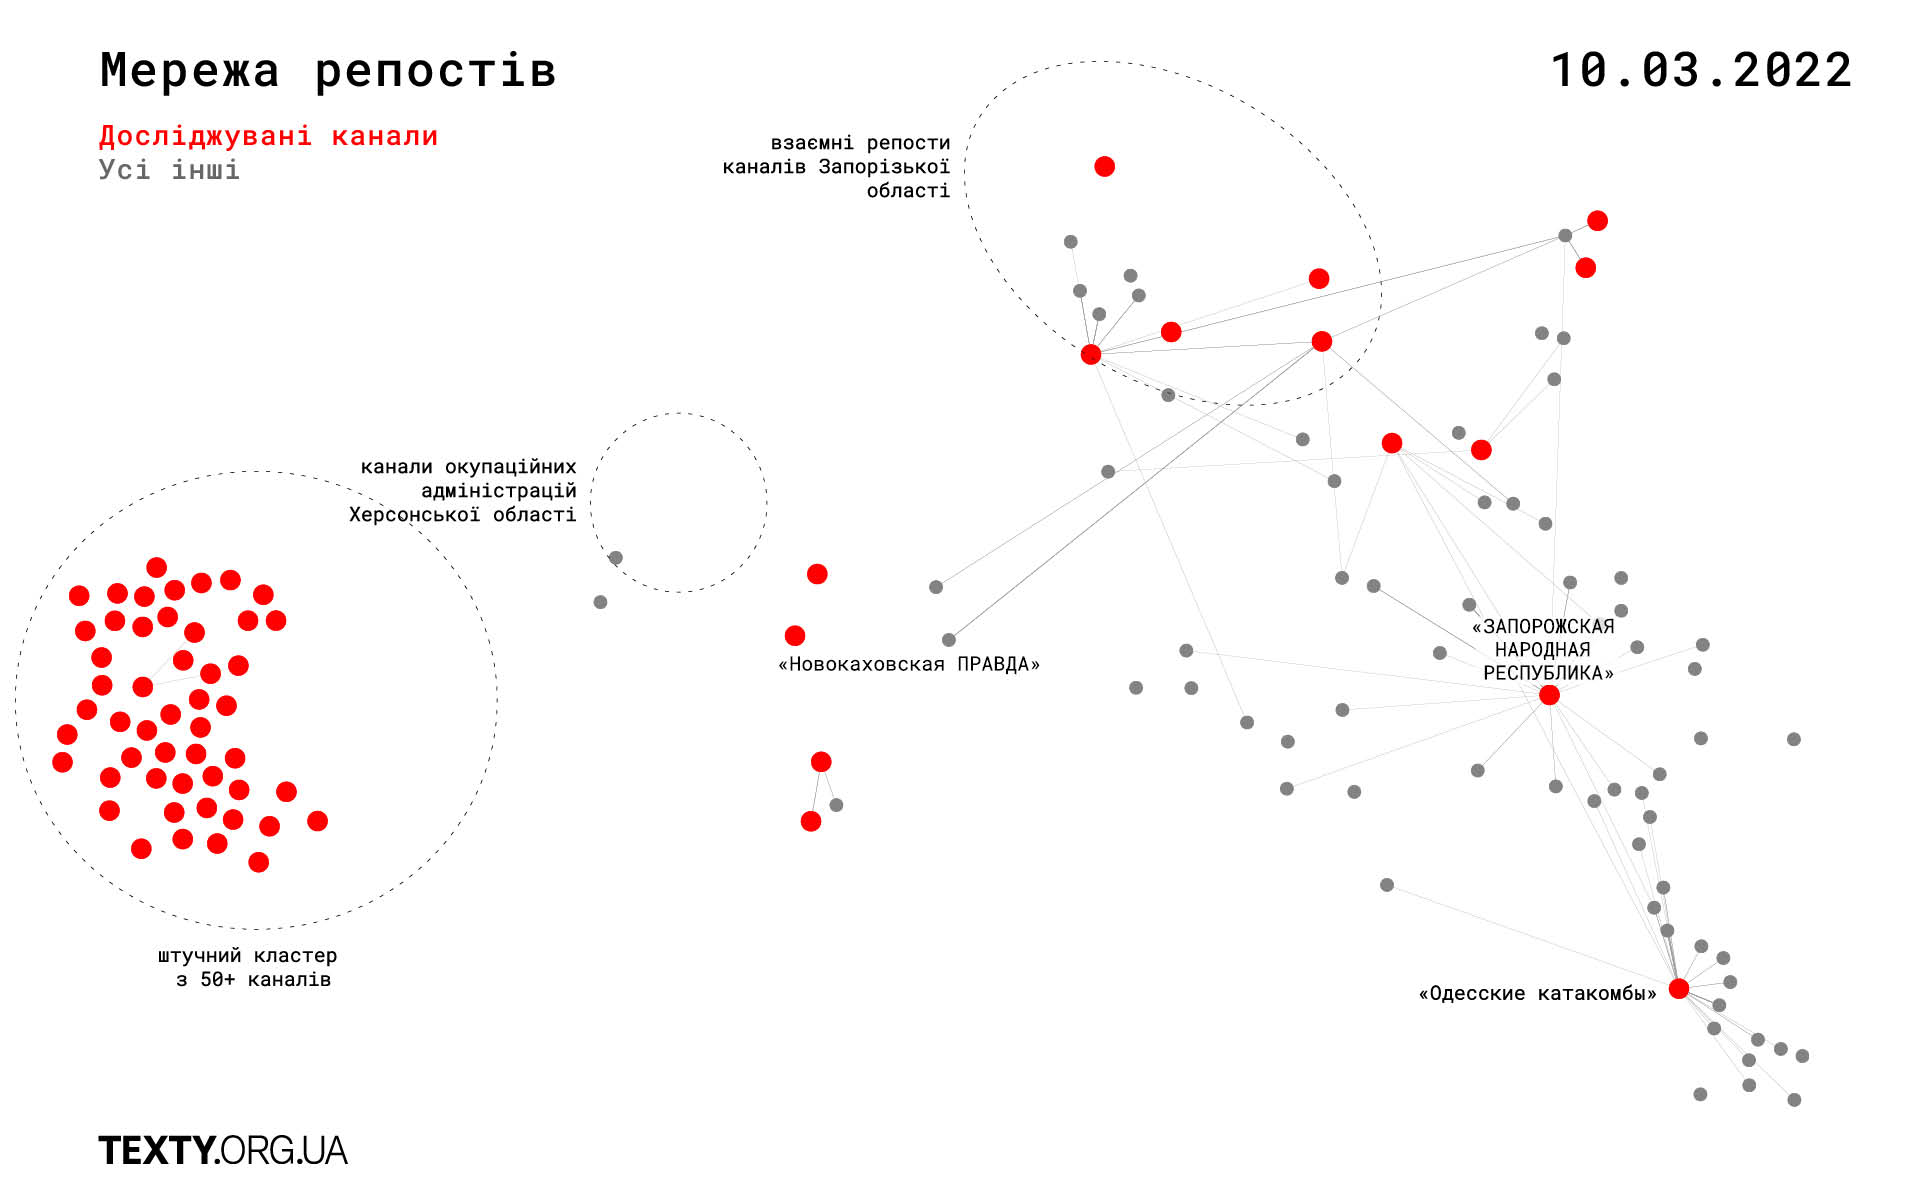 Мережа репостів
10.03.2022
Досліджувані канали
Усі інші
взаємні репости
каналів Запорізької
області
канали окупаційних
адміністрацій
Херсонської області
«ЗАПОРОЖСКАЯ
НАРОДНАЯ
РЕСПУБЛИКА»
«Новокаховская ПРАВДА»
штучний кластер
з 50+ каналів
«Одесские катакомбы»
TEXTY.ORG.UA